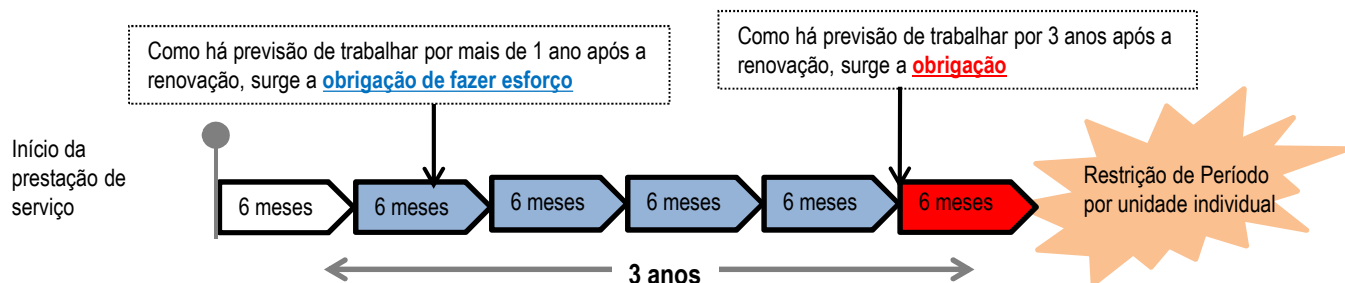 Como há previsão de trabalhar por mais de 1 ano após a
renovação, surge a obrigação de fazer esforço
Como há previsão de trabalhar por 3 anos após a
renovação, surge a obrigação
Início da
prestação de
serviço
6 meses
6 meses
6 meses
6 meses
6 meses
6 meses
Restrição de Período
por unidade individual
3 anos